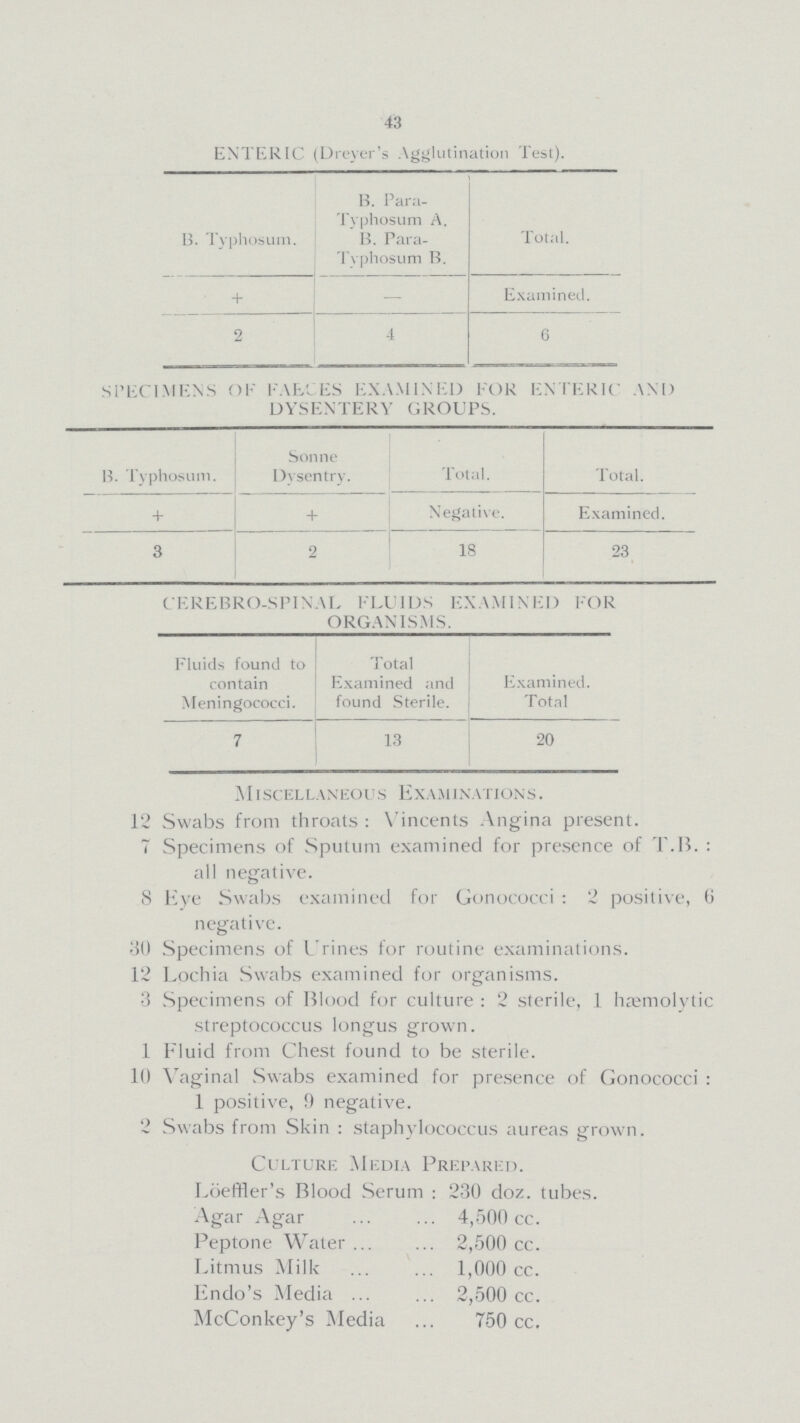 43
ENTERIC (Dreyer's Agglutination Test).
B. Typhosum.
B. Para-
Typhosum A.
B. Para-
Typhosum B.
Total.
+
—
Examined.
2
4
6
SPECIMENS OF FAECES EXAMINED FOR ENTERIC AND
DYSENTERY GROUPS.
B. Typhosum.
Sonne
Dysentry.
Total.
Total.
+
+
Negative.
Examined.
3
2
18
23
CEREBRO-SPINAL FLUIDS EXAMINED FOR
ORGANISMS.
Fluids found to
contain
Meningococci.
Total
Examined and
found Sterile.
Examined.
Total
7
13
20
MISCELLANEOUS EXAMINATIONS.
12 Swabs from throats : Vincents Angina present.
7 Specimens of Sputum examined for presence of T.B. :
all negative.
8 Eye Swabs examined for Gonococci : 2 positive, 6
negative.
30 Specimens of Urines for routine examinations.
12 Lochia Swabs examined for organisms.
3 Specimens of Blood for culture : 2 sterile, 1 hæmolytic
streptococcus longus grown.
1 Fluid from Chest found to be sterile.
10 Vaginal Swabs examined for presence of Gonococci :
1 positive, 9 negative.
2 Swabs from Skin : staphylococcus aureas grown.
CULTURE MEDIA PREPARED.
Löeffler's Blood Serum : 230 doz. tubes.
Agar Agar ... ... 4,500 cc.
Peptone Water ... ... 2,500 cc.
Litmus Milk ... ... 1,000 cc.
Endo's Media ... ... 2,500 cc.
McConkey's Media ... 750 cc.